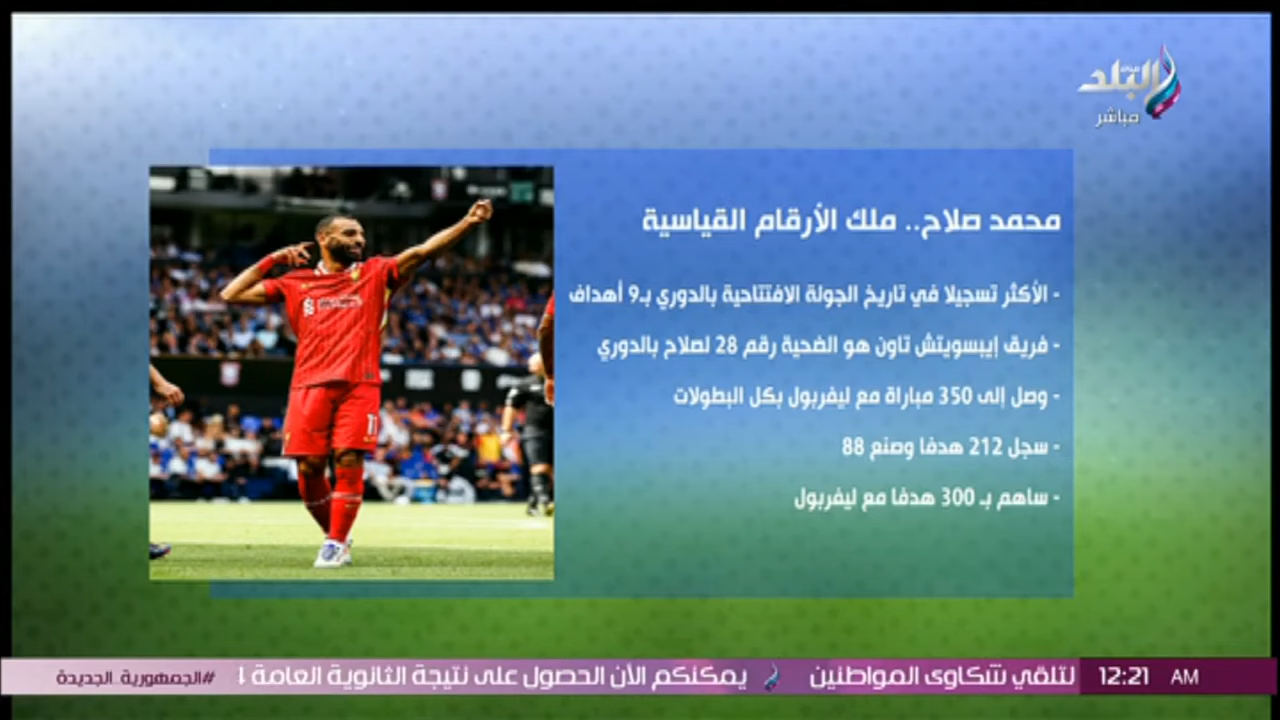 صدى البلد
مباشر
محمد صلاح.. ملك الأرقام القياسية
- الأكثر تسجيلا في تاريخ الجولة الافتتاحية بالدوري بـ9 أهداف
- فريق إيبسويتش تاون هو الضحية رقم 28 لصلاح بالدوري
- وصل إلى 350 مباراة مع ليفربول بكل البطولات
- سجل 212 هدفا وصنع 88
- ساهم بـ 300 هدفا مع ليفربول
11
12:21 AM
لتلقي شكاوى المواطنين يمكنكم الأن الحصول على نتيجة الثانوية العامة
#الجمهورية_الجديدة